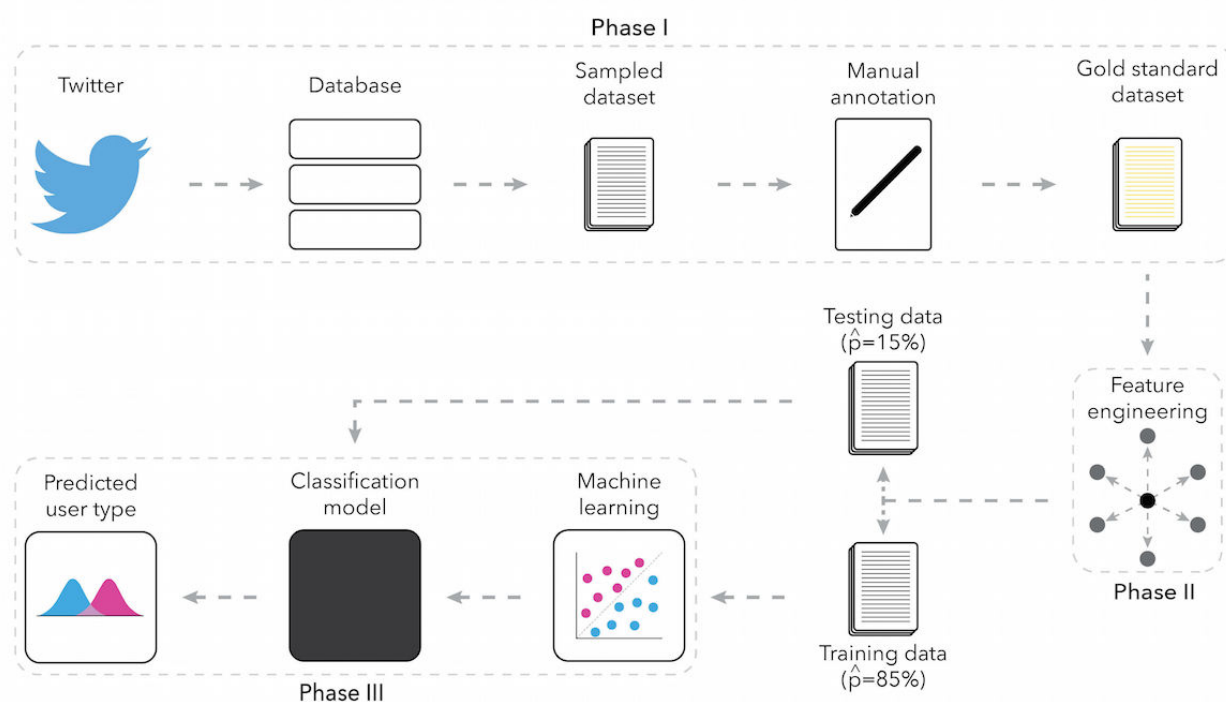 Phase I
Twitter
Database
Sampled
dataset
Manual
annotation
Gold standard
dataset
Testing data
(p̂=15%)
Feature
engineering
Phase II
Predicted
user type
Classification
model
Machine
learning
Training data
(p̂=85%)
Phase III